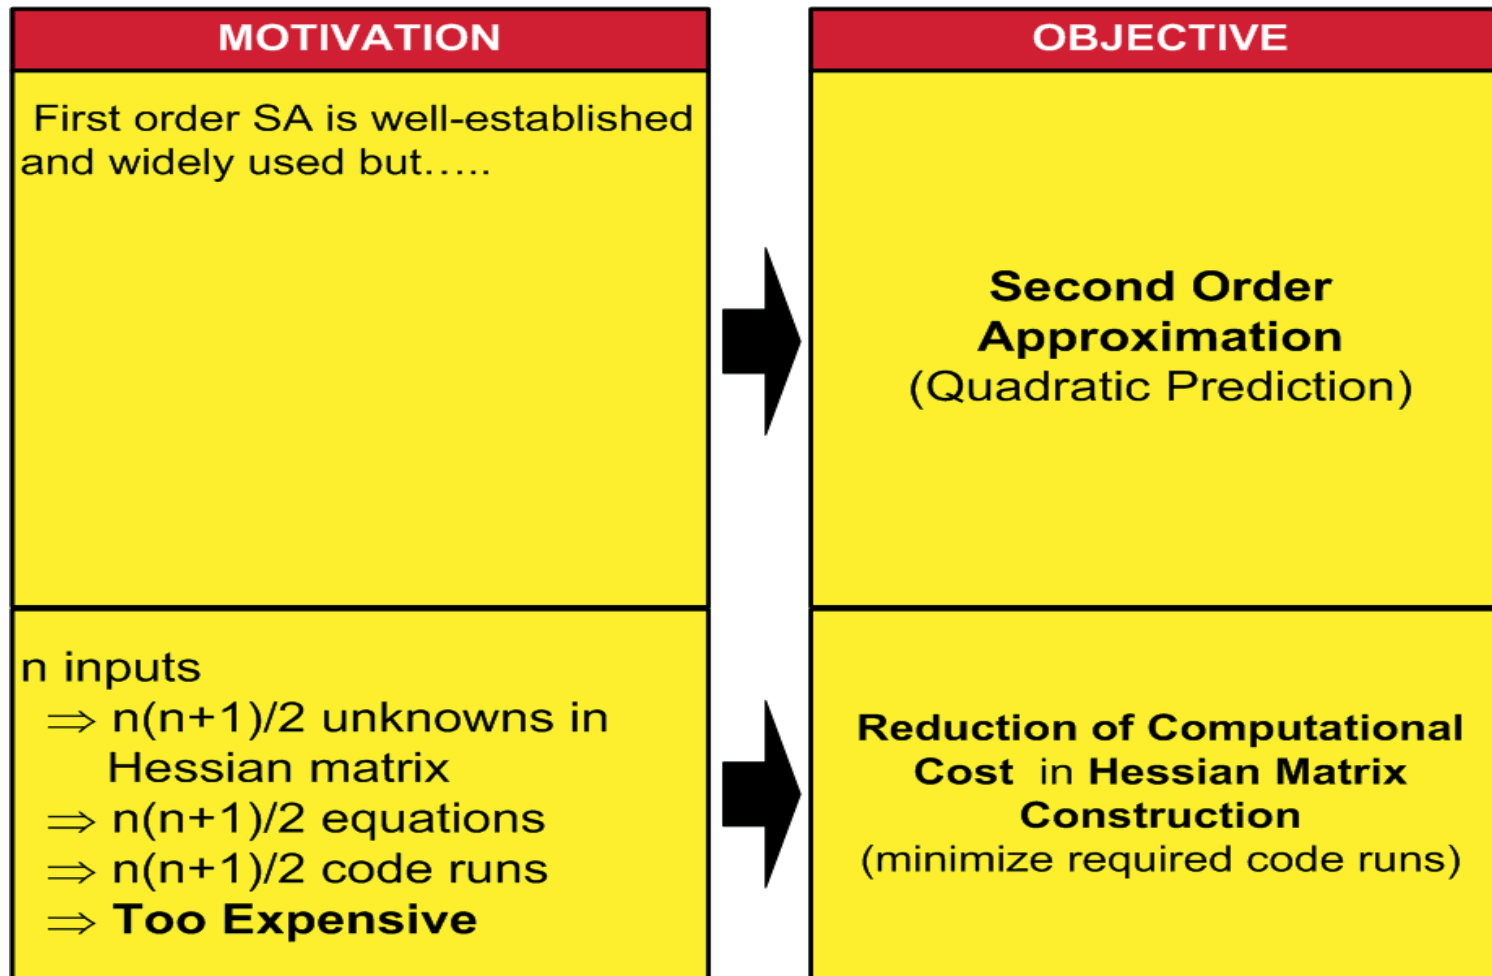 MOTIVATION
First order SA is well-established
and widely used but.....
n inputs
⇒ n(n+1)/2 unknowns in
Hessian matrix
⇒ n(n+1)/2 equations
⇒ n(n+1)/2 code runs
⇒ Too Expensive
OBJECTIVE
Second Order
Approximation
(Quadratic Prediction)
Reduction of Computational
Cost in Hessian Matrix
Construction
(minimize required code runs)